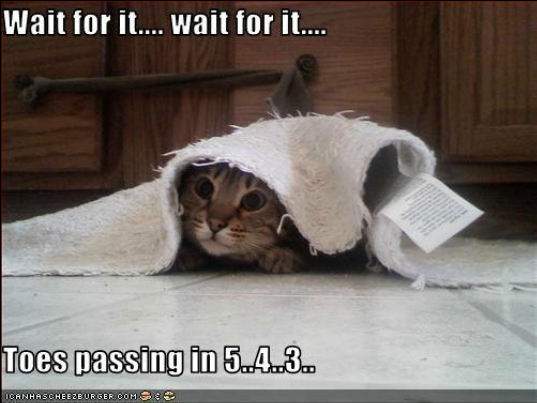 Wait for it.... wait for it....
Toes passing in 5..4..3..
ICANHASCHEEZBURGER.COM